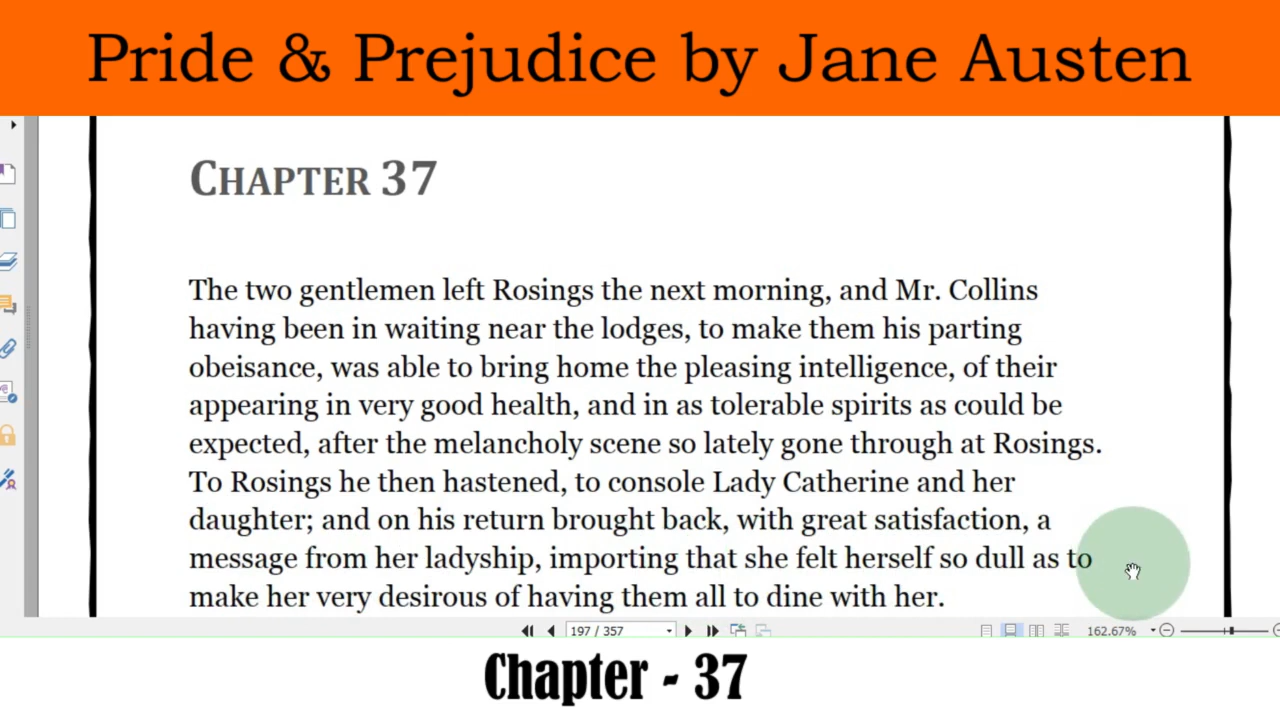 Pride & Prejudice by Jane Austen
CHAPTER 37
The two gentlemen left Rosings the next morning, and Mr. Collins
having been in waiting near the lodges, to make them his parting
obeisance, was able to bring home the pleasing intelligence, of their
appearing in very good health, and in as tolerable spirits as could be
expected, after the melancholy scene so lately gone through at Rosings.
To Rosings he then hastened, to console Lady Catherine and her
daughter; and on his return brought back, with great satisfaction, a
message from her ladyship, importing that she felt herself so dull as to
make her very desirous of having them all to dine with her.
197 / 357
162.67%
Chapter - 37